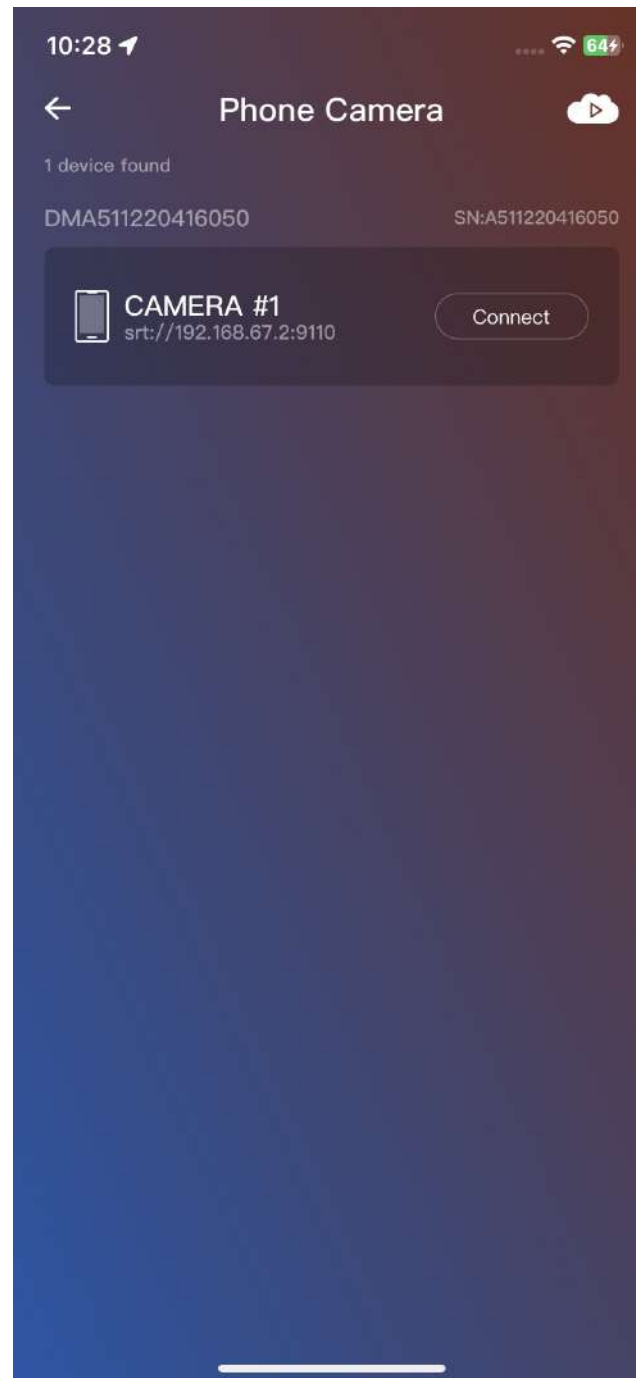 10:28
64
Phone Camera
1 device found
DMA511220416050 SN:A511220416050
CAMERA #1
srt://192.168.67.2:9110
Connect